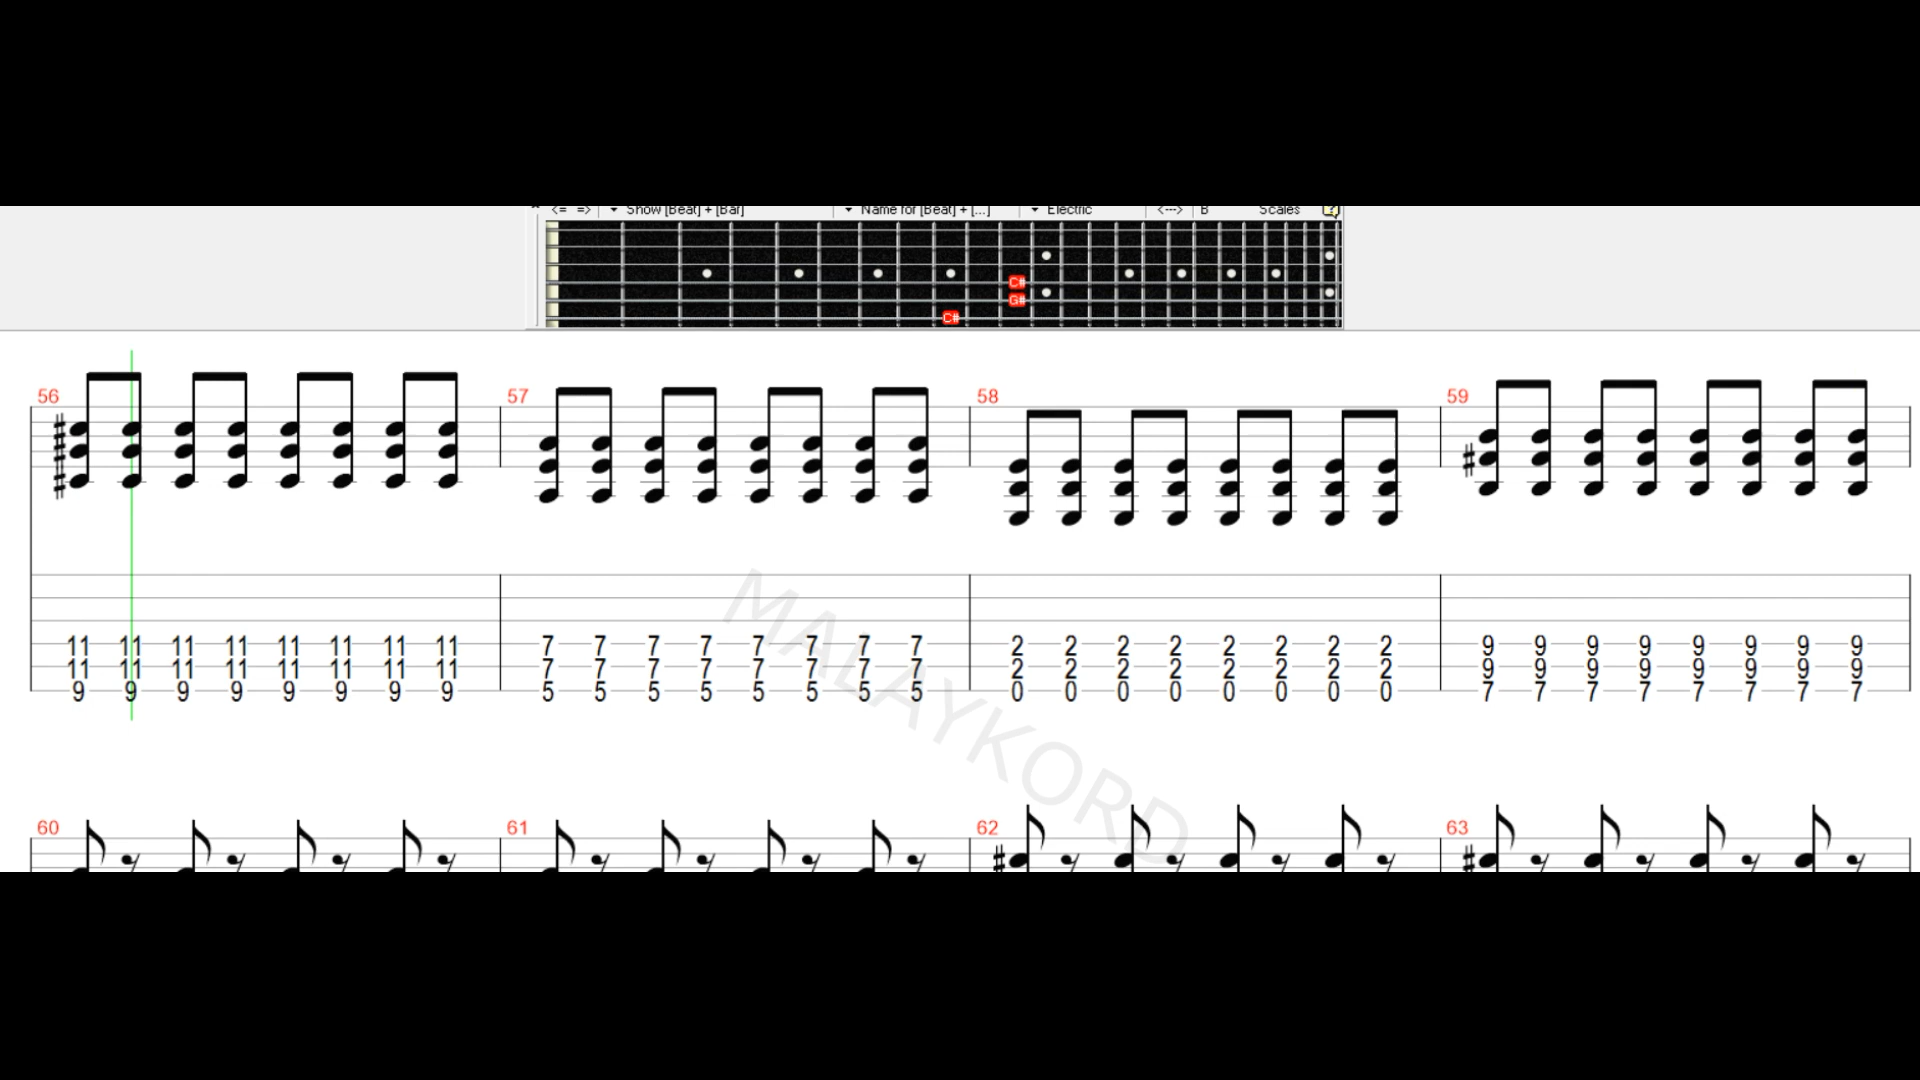 <= => Show [Beat] + [Bar] Name for [Beat] + [...] Electric <---> B Scales ?
C#
G#
C#
56 57 58 59
11 11 11 11 11 11 11 11 7 7 7 7 7 7 7 7 2 2 2 2 2 2 2 2 9 9 9 9 9 9 9 9
11 11 11 11 11 11 11 11 7 7 7 7 7 7 7 7 2 2 2 2 2 2 2 2 9 9 9 9 9 9 9 9
9 9 9 9 9 9 9 9 5 5 5 5 5 5 5 5 0 0 0 0 0 0 0 0 7 7 7 7 7 7 7 7
MALAYKORD
60 61 62 63